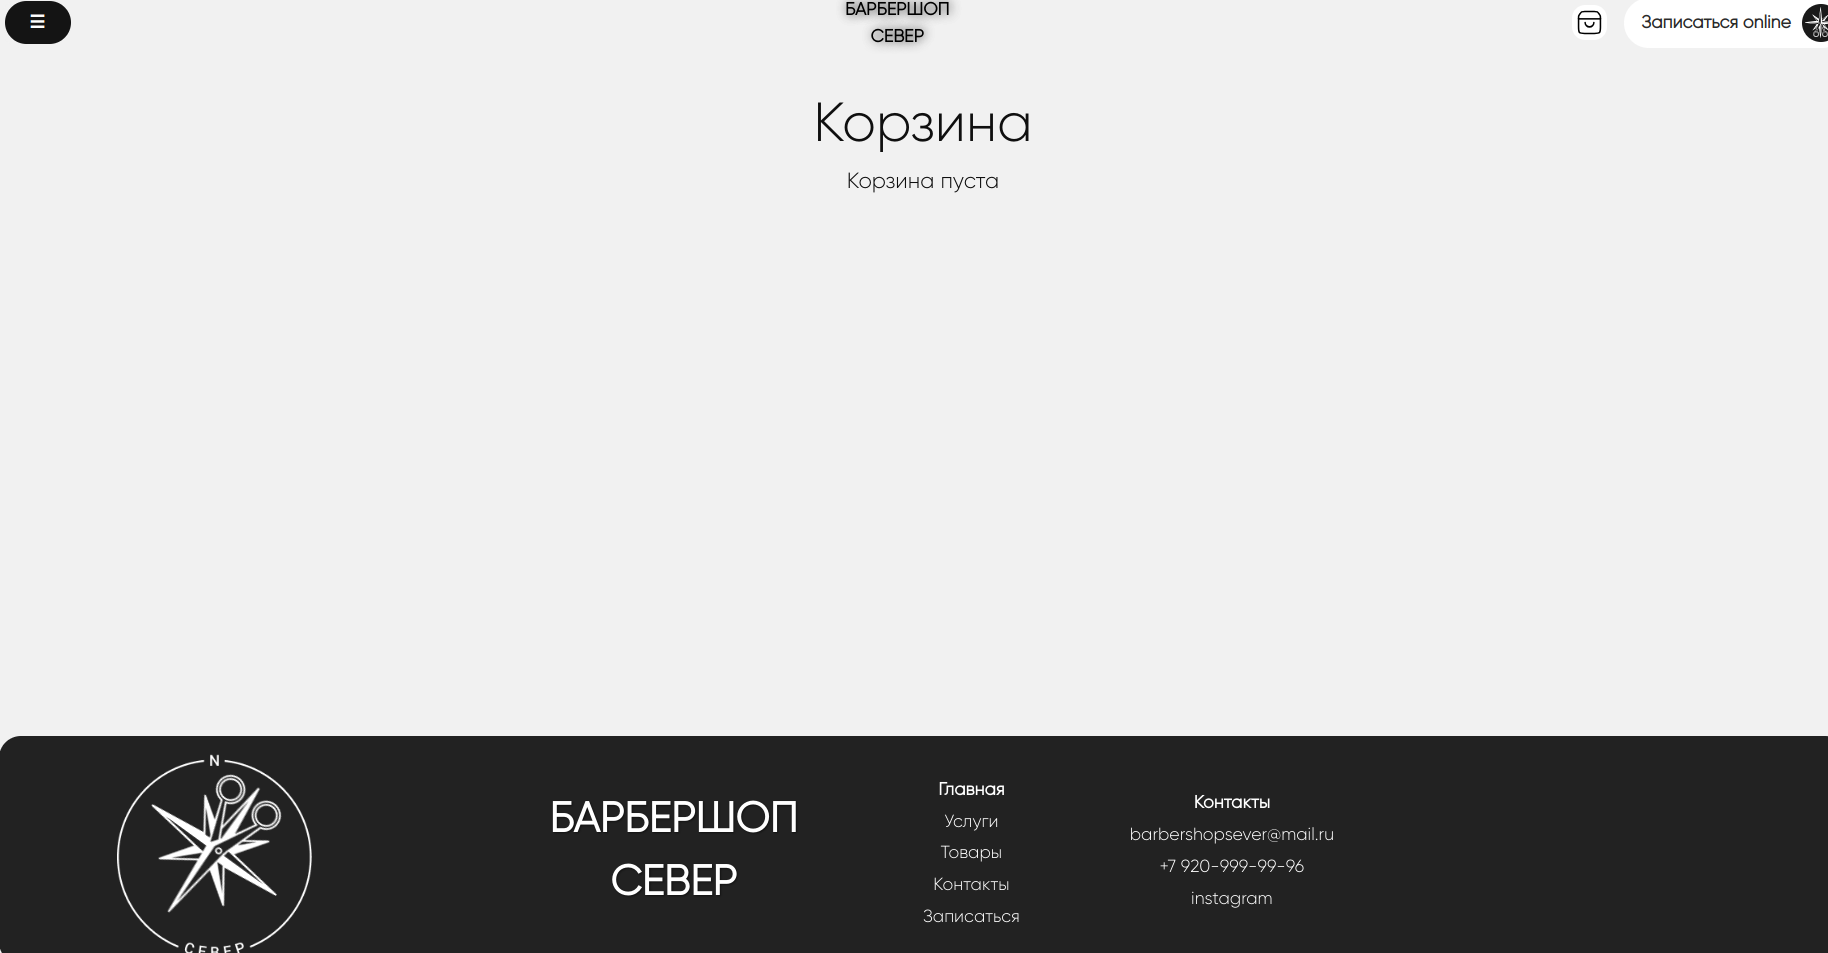 ☰
БАРБЕРШОП
СЕВЕР
Записаться online
Корзина
Корзина пуста
N
СЕВЕР
БАРБЕРШОП
СЕВЕР
Главная
Услуги
Товары
Контакты
Записаться
Контакты
barbershopsever@mail.ru
+7 920-999-99-96
instagram